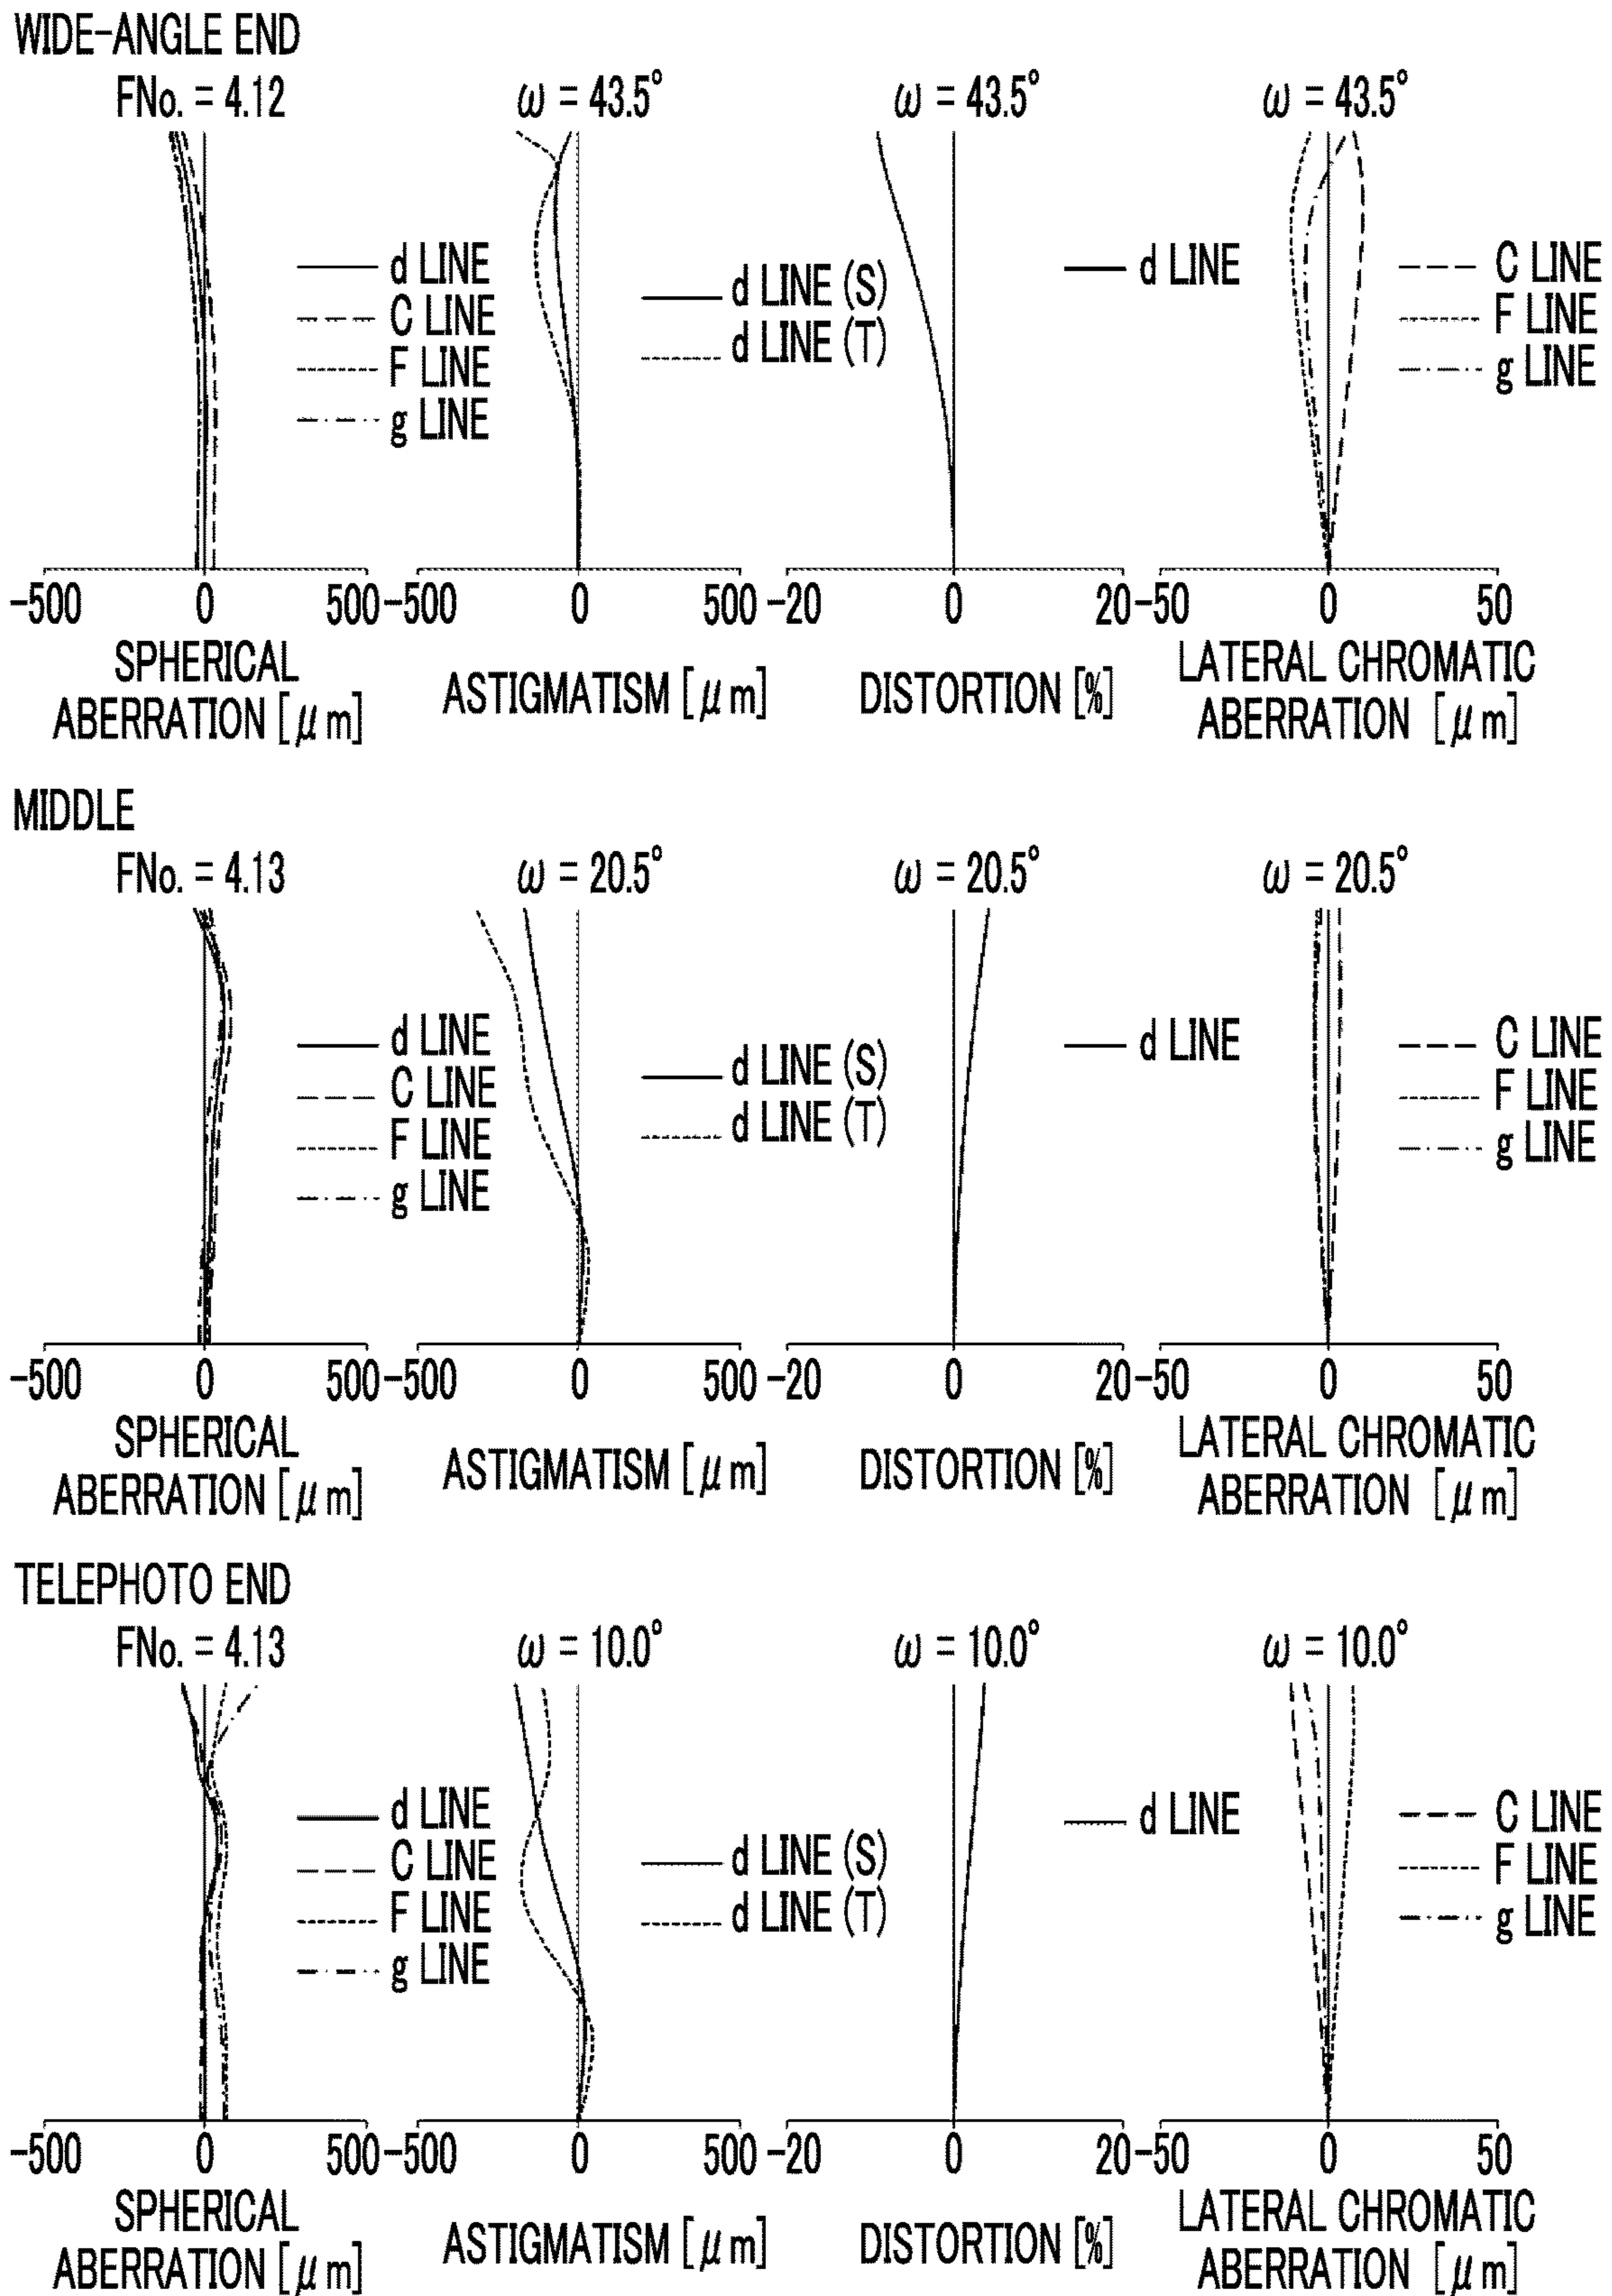 WIDE-ANGLE END
FNo. = 4.12
ω = 43.5°
ω = 43.5°
ω = 43.5°
d LINE
C LINE
F LINE
g LINE
d LINE (S)
d LINE (T)
d LINE
C LINE
F LINE
g LINE
-500 0 500
-500 0 500
-20 0 20
-50 0 50
SPHERICAL
ABERRATION [μm]
ASTIGMATISM [μm]
DISTORTION [%]
LATERAL CHROMATIC
ABERRATION [μm]
MIDDLE
FNo. = 4.13
ω = 20.5°
ω = 20.5°
ω = 20.5°
d LINE
C LINE
F LINE
g LINE
d LINE (S)
d LINE (T)
d LINE
C LINE
F LINE
g LINE
-500 0 500
-500 0 500
-20 0 20
-50 0 50
SPHERICAL
ABERRATION [μm]
ASTIGMATISM [μm]
DISTORTION [%]
LATERAL CHROMATIC
ABERRATION [μm]
TELEPHOTO END
FNo. = 4.13
ω = 10.0°
ω = 10.0°
ω = 10.0°
d LINE
C LINE
F LINE
g LINE
d LINE (S)
d LINE (T)
d LINE
C LINE
F LINE
g LINE
-500 0 500
-500 0 500
-20 0 20
-50 0 50
SPHERICAL
ABERRATION [μm]
ASTIGMATISM [μm]
DISTORTION [%]
LATERAL CHROMATIC
ABERRATION [μm]